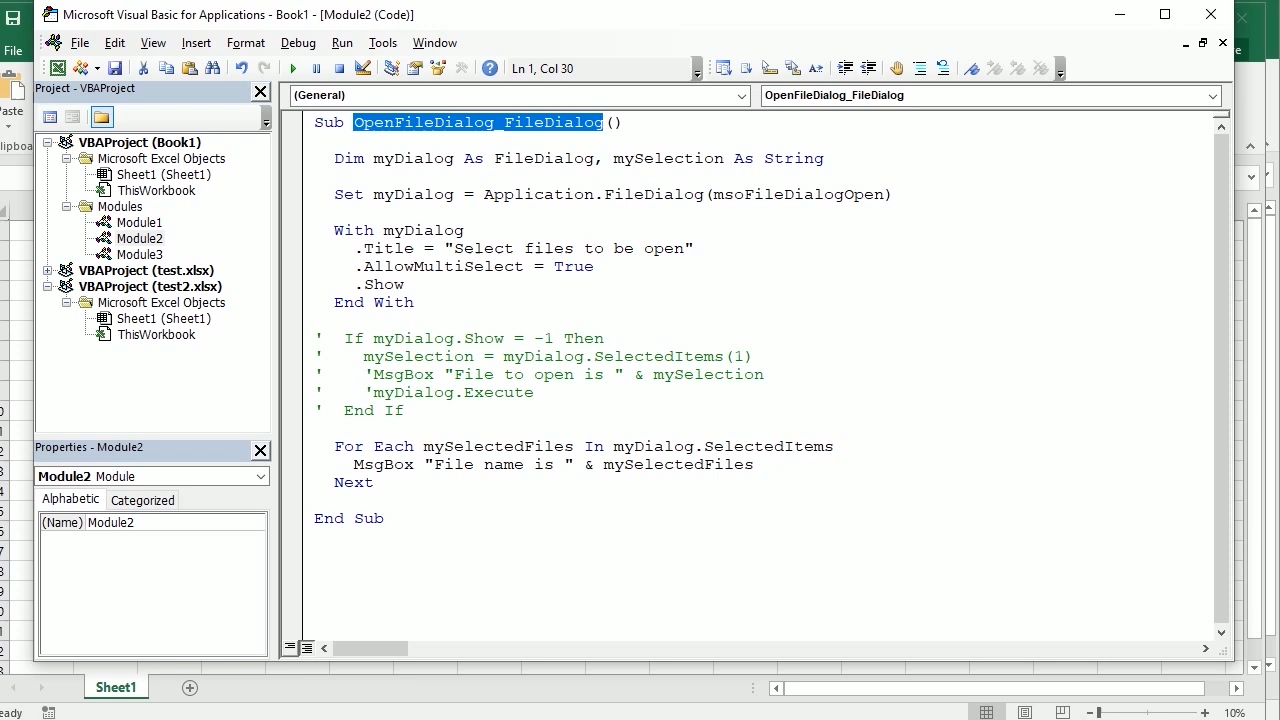 Microsoft Visual Basic for Applications - Book1 - [Module2 (Code)]
File
File Edit View Insert Format Debug Run Tools Window
Ln 1, Col 30
Project - VBAProject
(General)
OpenFileDialog_FileDialog
VBAProject (Book1)
Microsoft Excel Objects
Sheet1 (Sheet1)
ThisWorkbook
Modules
Module1
Module2
Module3
VBAProject (test.xlsx)
VBAProject (test2.xlsx)
Microsoft Excel Objects
Sheet1 (Sheet1)
ThisWorkbook
Properties - Module2
Module2 Module
Alphabetic Categorized
(Name) Module2
Sub OpenFileDialog_FileDialog()
Dim myDialog As FileDialog, mySelection As String
Set myDialog = Application.FileDialog(msoFileDialogOpen)
With myDialog
.Title = "Select files to be open"
.AllowMultiSelect = True
.Show
End With
' If myDialog.Show = -1 Then
' mySelection = myDialog.SelectedItems(1)
' 'MsgBox "File to open is " & mySelection
' 'myDialog.Execute
' End If
For Each mySelectedFiles In myDialog.SelectedItems
MsgBox "File name is " & mySelectedFiles
Next
End Sub
Sheet1
10%